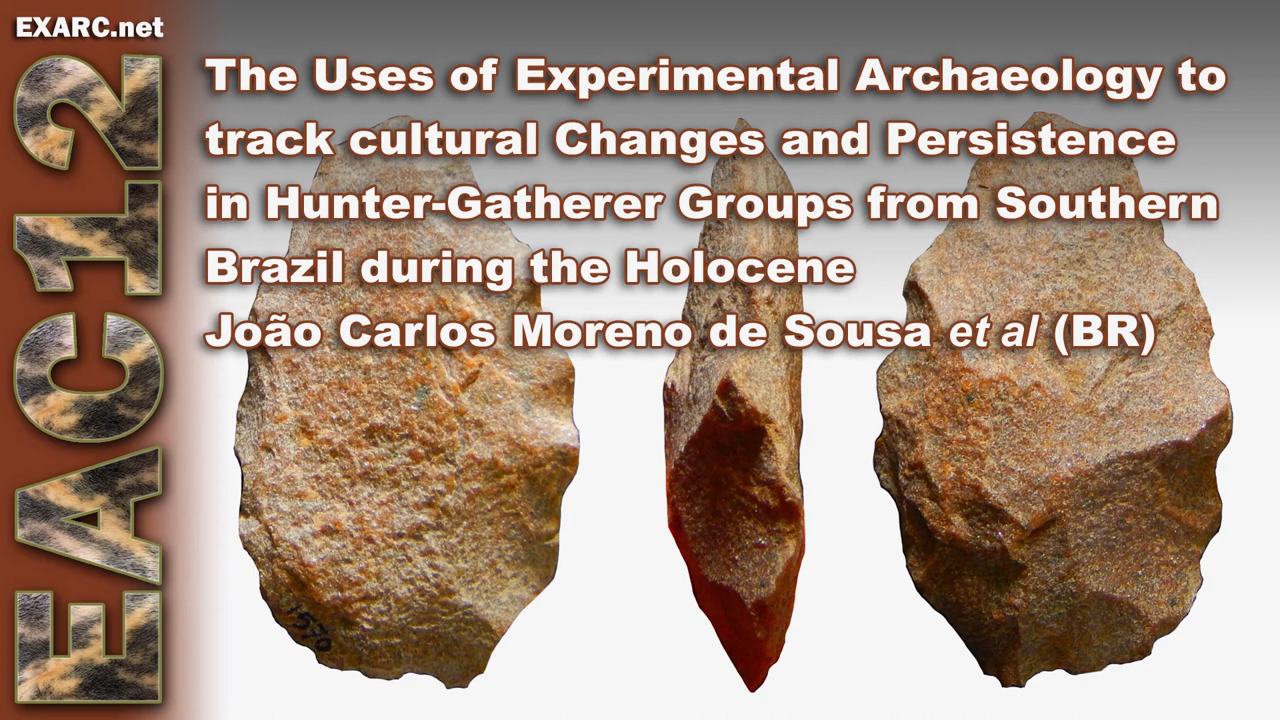 EXARC.net
EAC12
The Uses of Experimental Archaeology to
track cultural Changes and Persistence
in Hunter-Gatherer Groups from Southern
Brazil during the Holocene
João Carlos Moreno de Sousa et al (BR)
1570